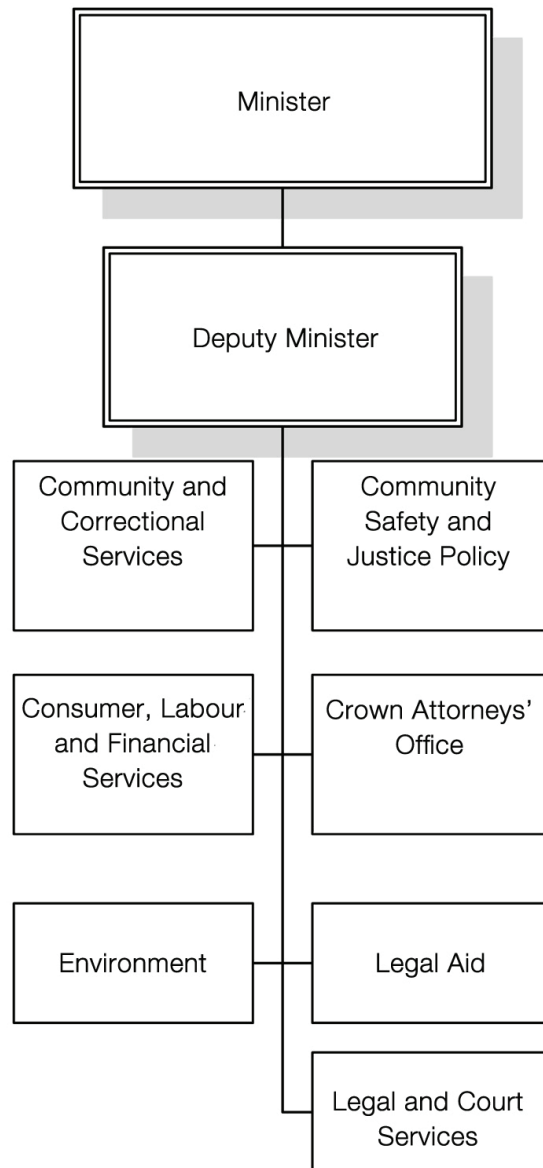 Minister
Deputy Minister
Community and
Correctional
Services
Community
Safety and
Justice Policy
Consumer, Labour
and Financial
Services
Crown Attorneys’
Office
Environment
Legal Aid
Legal and Court
Services